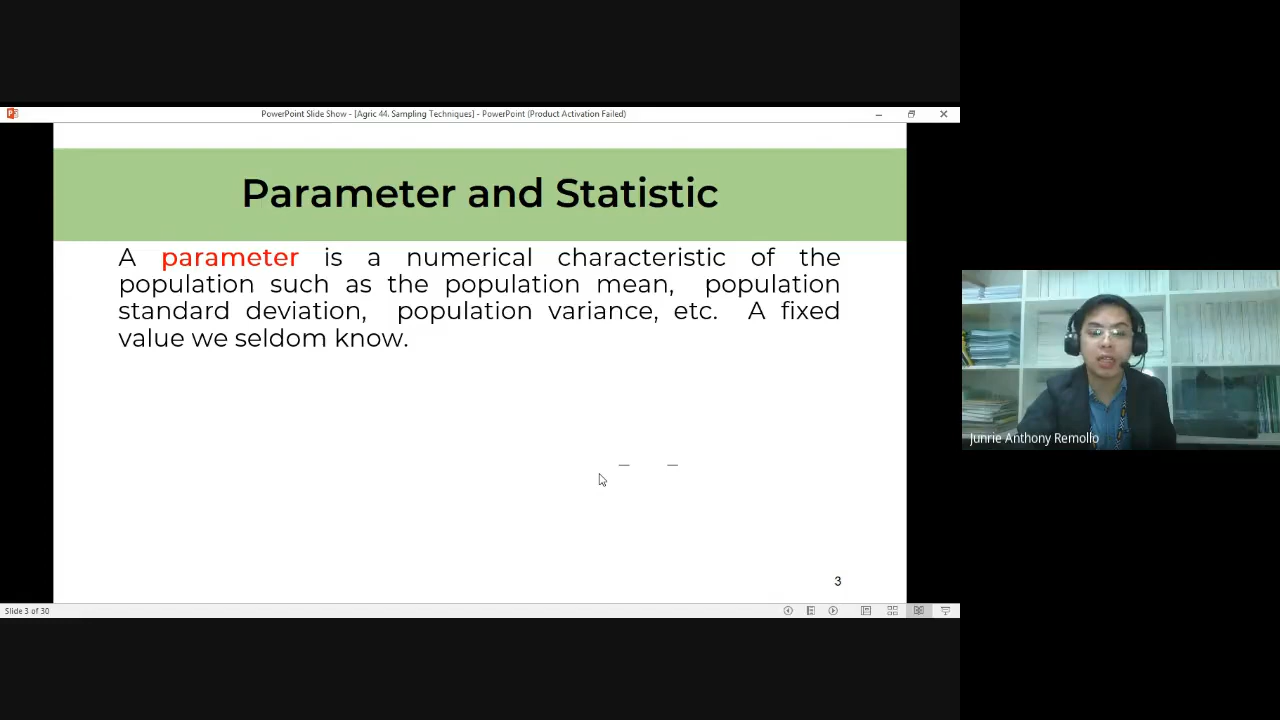 PowerPoint Slide Show - [Agric 44. Sampling Techniques] - PowerPoint (Product Activation Failed)
Parameter and Statistic
A parameter is a numerical characteristic of the
population such as the population mean, population
standard deviation, population variance, etc. A fixed
value we seldom know.
Junrie Anthony Remollo
3
Slide 3 of 30